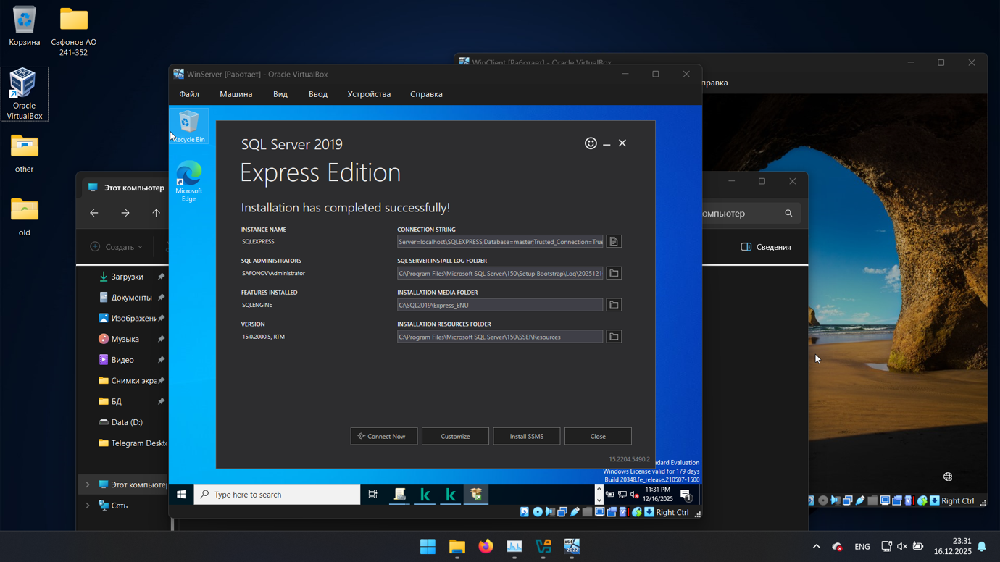 Корзина
Сафонов АО
241-352
Oracle
VirtualBox
other
old
WinClient [Работает] - Oracle VirtualBox
правка
WinServer [Работает] - Oracle VirtualBox
Файл
Машина
Вид
Ввод
Устройства
Справка
Recycle Bin
Microsoft
Edge
SQL Server 2019
Express Edition
Installation has completed successfully!
INSTANCE NAME
SQLEXPRESS
CONNECTION STRING
Server=localhost\SQLEXPRESS;Database=master;Trusted_Connection=True
SQL ADMINISTRATORS
SAFONOV\Administrator
SQL SERVER INSTALL LOG FOLDER
C:\Program Files\Microsoft SQL Server\150\Setup Bootstrap\Log\2025121
FEATURES INSTALLED
SQLENGINE
INSTALLATION MEDIA FOLDER
C:\SQL2019\Express_ENU
VERSION
15.0.2000.5, RTM
INSTALLATION RESOURCES FOLDER
C:\Program Files\Microsoft SQL Server\150\SSEI\Resources
Connect Now
Customize
Install SSMS
Close
15.2204.5490.2
dard Evaluation
Windows License valid for 179 days
Build 20348.fe_release.210507-1500
Type here to search
11:31 PM
12/16/2025
1
Right Ctrl
Этот компьютер
омпьютер
Создать
Сведения
Загрузки
Документы
Изображени
Музыка
Видео
Снимки экра
БД
Data (D:)
Telegram Deskto
Этот компьюте
Сеть
Right Ctrl
X64
2022
ENG
23:31
16.12.2025